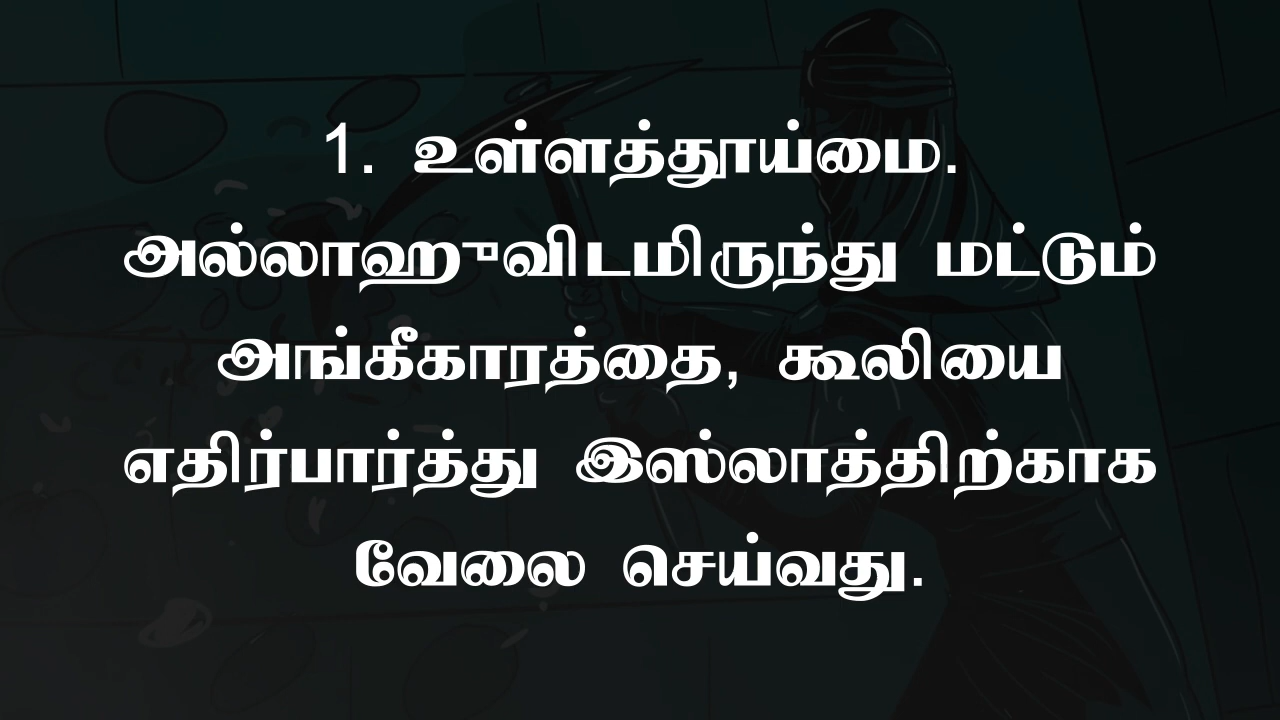 1. உள்ளத்தூய்மை.
அல்லாஹுவிடமிருந்து மட்டும்
அங்கீகாரத்தை, கூலியை
எதிர்பார்த்து இஸ்லாத்திற்காக
வேலை செய்வது.